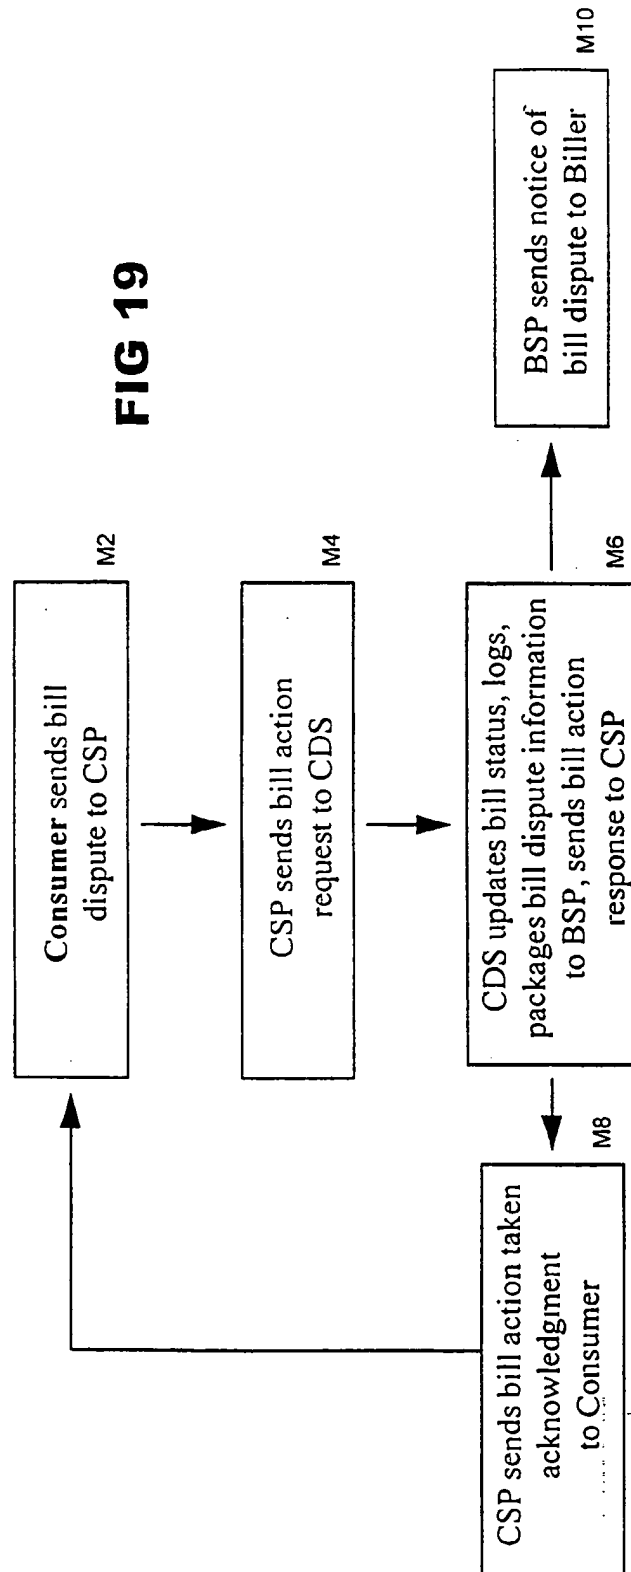 FIG 19
Consumer sends bill
dispute to CSP
M2
CSP sends bill action
request to CDS
M4
CDS updates bill status, logs,
packages bill dispute information
to BSP, sends bill action
response to CSP
M6
CSP sends bill action taken
acknowledgment
to Consumer
M8
BSP sends notice of
bill dispute to Biller
M10